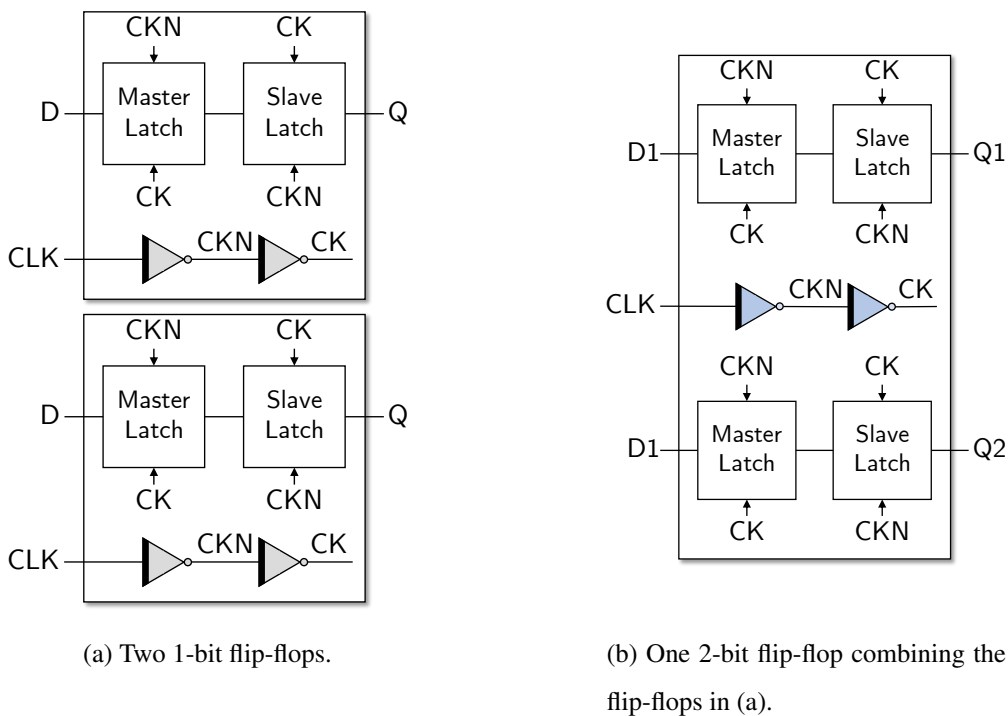 CKN CK
D Master Latch Slave Latch Q
CK CKN
CLK CKN CK
CKN CK
D Master Latch Slave Latch Q
CK CKN
CLK CKN CK
(a) Two 1-bit flip-flops.
CKN CK
D1 Master Latch Slave Latch Q1
CK CKN
CLK CKN CK
CKN CK
D1 Master Latch Slave Latch Q2
CK CKN
(b) One 2-bit flip-flop combining the
flip-flops in (a).